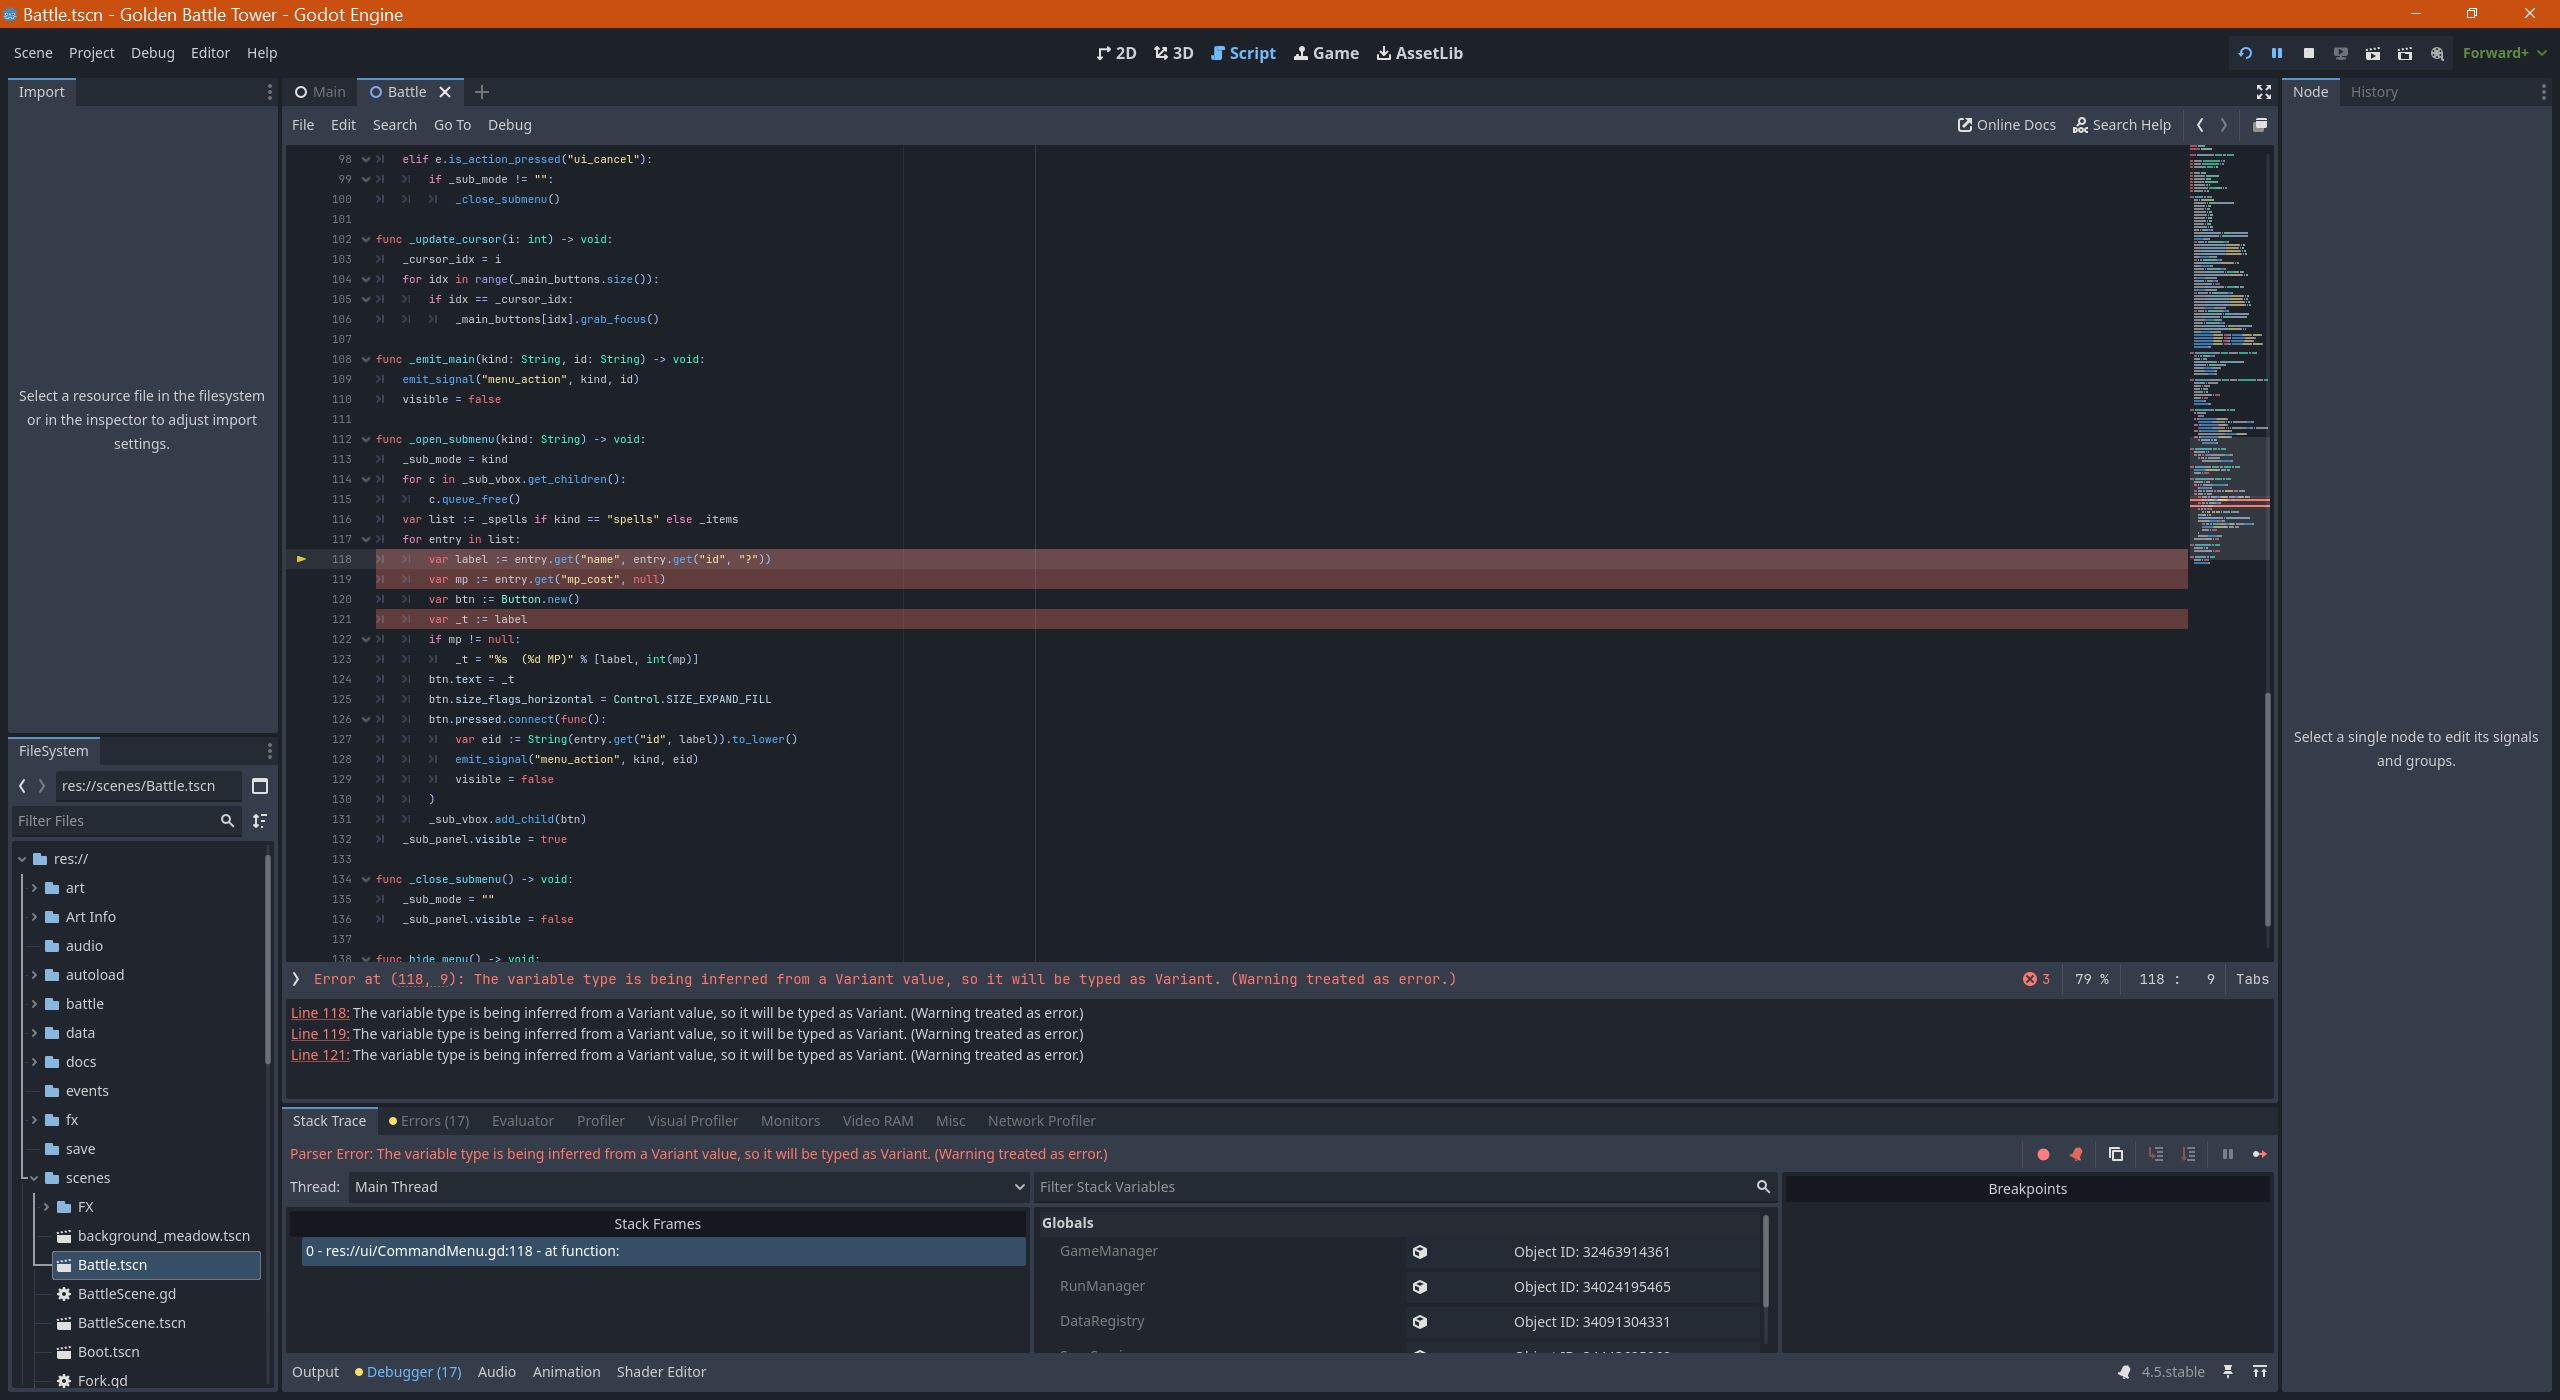 Battle.tscn - Golden Battle Tower - Godot Engine
Scene Project Debug Editor Help
2D 3D Script Game AssetLib
Forward+
Import
Select a resource file in the filesystem
or in the inspector to adjust import
settings.
FileSystem
res://scenes/Battle.tscn
Filter Files
res://
art
Art Info
audio
autoload
battle
data
docs
events
fx
save
scenes
FX
background_meadow.tscn
Battle.tscn
BattleScene.gd
BattleScene.tscn
Boot.tscn
Fork.gd
Main Battle
File Edit Search Go To Debug
Online Docs Search Help
98 elif e.is_action_pressed("ui_cancel"):
99 if _sub_mode != "":
100 _close_submenu()
101
102 func _update_cursor(i: int) -> void:
103 _cursor_idx = i
104 for idx in range(_main_buttons.size()):
105 if idx == _cursor_idx:
106 _main_buttons[idx].grab_focus()
107
108 func _emit_main(kind: String, id: String) -> void:
109 emit_signal("menu_action", kind, id)
110 visible = false
111
112 func _open_submenu(kind: String) -> void:
113 _sub_mode = kind
114 for c in _sub_vbox.get_children():
115 c.queue_free()
116 var list := _spells if kind == "spells" else _items
117 for entry in list:
118 var label := entry.get("name", entry.get("id", "?"))
119 var mp := entry.get("mp_cost", null)
120 var btn := Button.new()
121 var _t := label
122 if mp != null:
123 _t = "%s  (%d MP)" % [label, int(mp)]
124 btn.text = _t
125 btn.size_flags_horizontal = Control.SIZE_EXPAND_FILL
126 btn.pressed.connect(func():
127 var eid := String(entry.get("id", label)).to_lower()
128 emit_signal("menu_action", kind, eid)
129 visible = false
130 )
131 _sub_vbox.add_child(btn)
132 _sub_panel.visible = true
133
134 func _close_submenu() -> void:
135 _sub_mode = ""
136 _sub_panel.visible = false
137
138 func hide_menu() -> void:
Error at (118, 9): The variable type is being inferred from a Variant value, so it will be typed as Variant. (Warning treated as error.)
3 79 % 118 : 9 Tabs
Line 118: The variable type is being inferred from a Variant value, so it will be typed as Variant. (Warning treated as error.)
Line 119: The variable type is being inferred from a Variant value, so it will be typed as Variant. (Warning treated as error.)
Line 121: The variable type is being inferred from a Variant value, so it will be typed as Variant. (Warning treated as error.)
Stack Trace Errors (17) Evaluator Profiler Visual Profiler Monitors Video RAM Misc Network Profiler
Parser Error: The variable type is being inferred from a Variant value, so it will be typed as Variant. (Warning treated as error.)
Thread: Main Thread
Filter Stack Variables
Breakpoints
Stack Frames
0 - res://ui/CommandMenu.gd:118 - at function:
Globals
GameManager Object ID: 32463914361
RunManager Object ID: 34024195465
DataRegistry Object ID: 34091304331
Output Debugger (17) Audio Animation Shader Editor
4.5.stable
Node History
Select a single node to edit its signals
and groups.